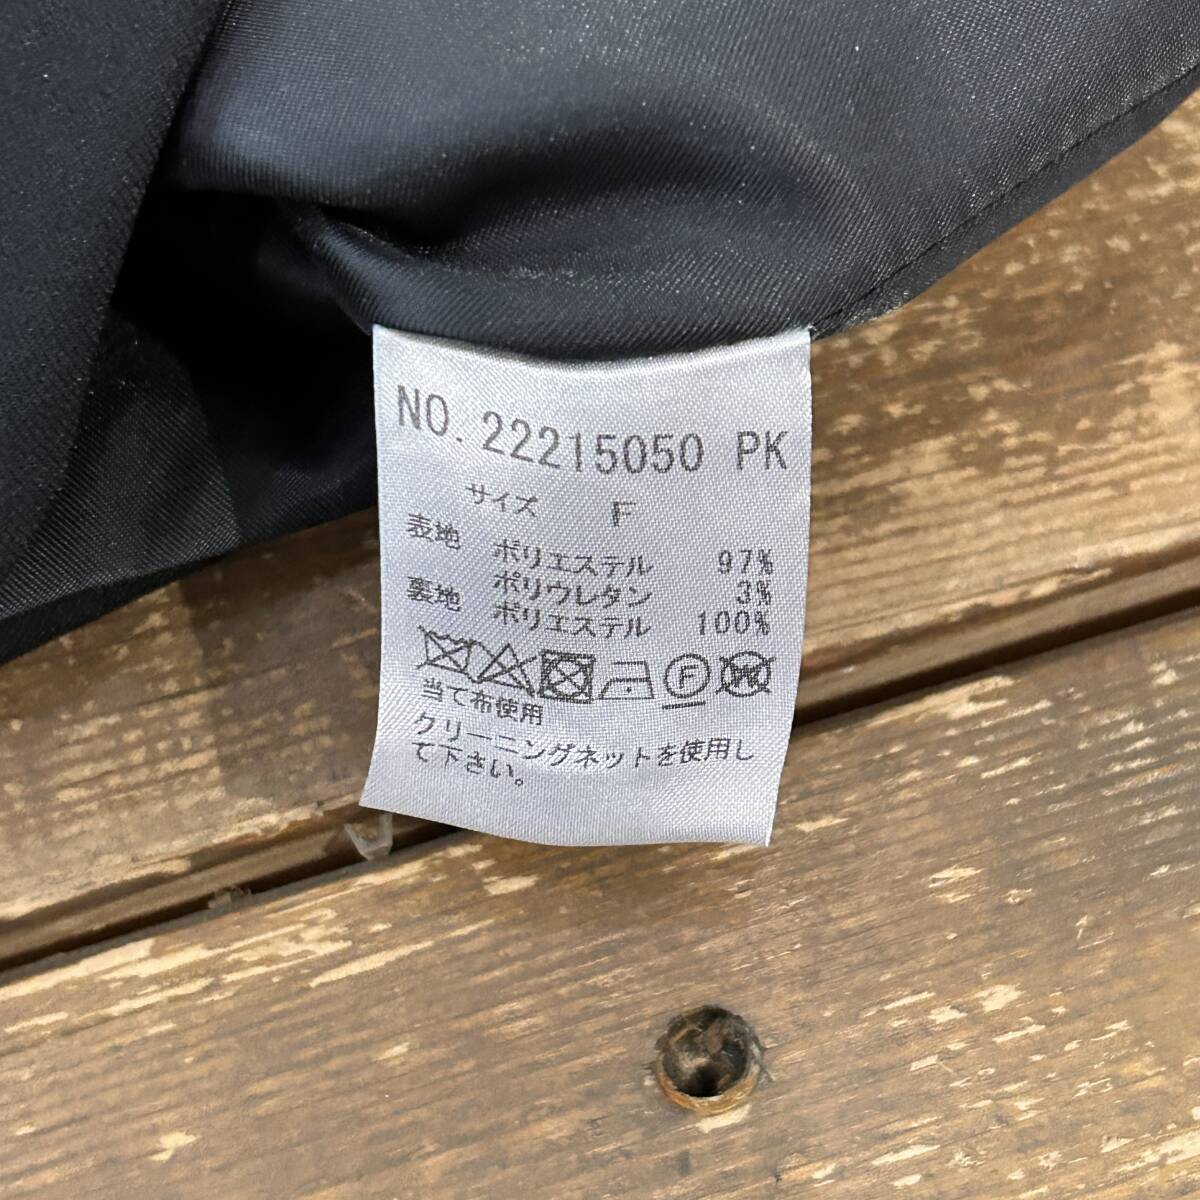 NO. 22215050 PK
サイズ F
表地 ポリエステル 97%
ポリウレタン 3%
裏地 ポリエステル 100%
F W
当て布使用
クリーニングネットを使用し
て下さい。